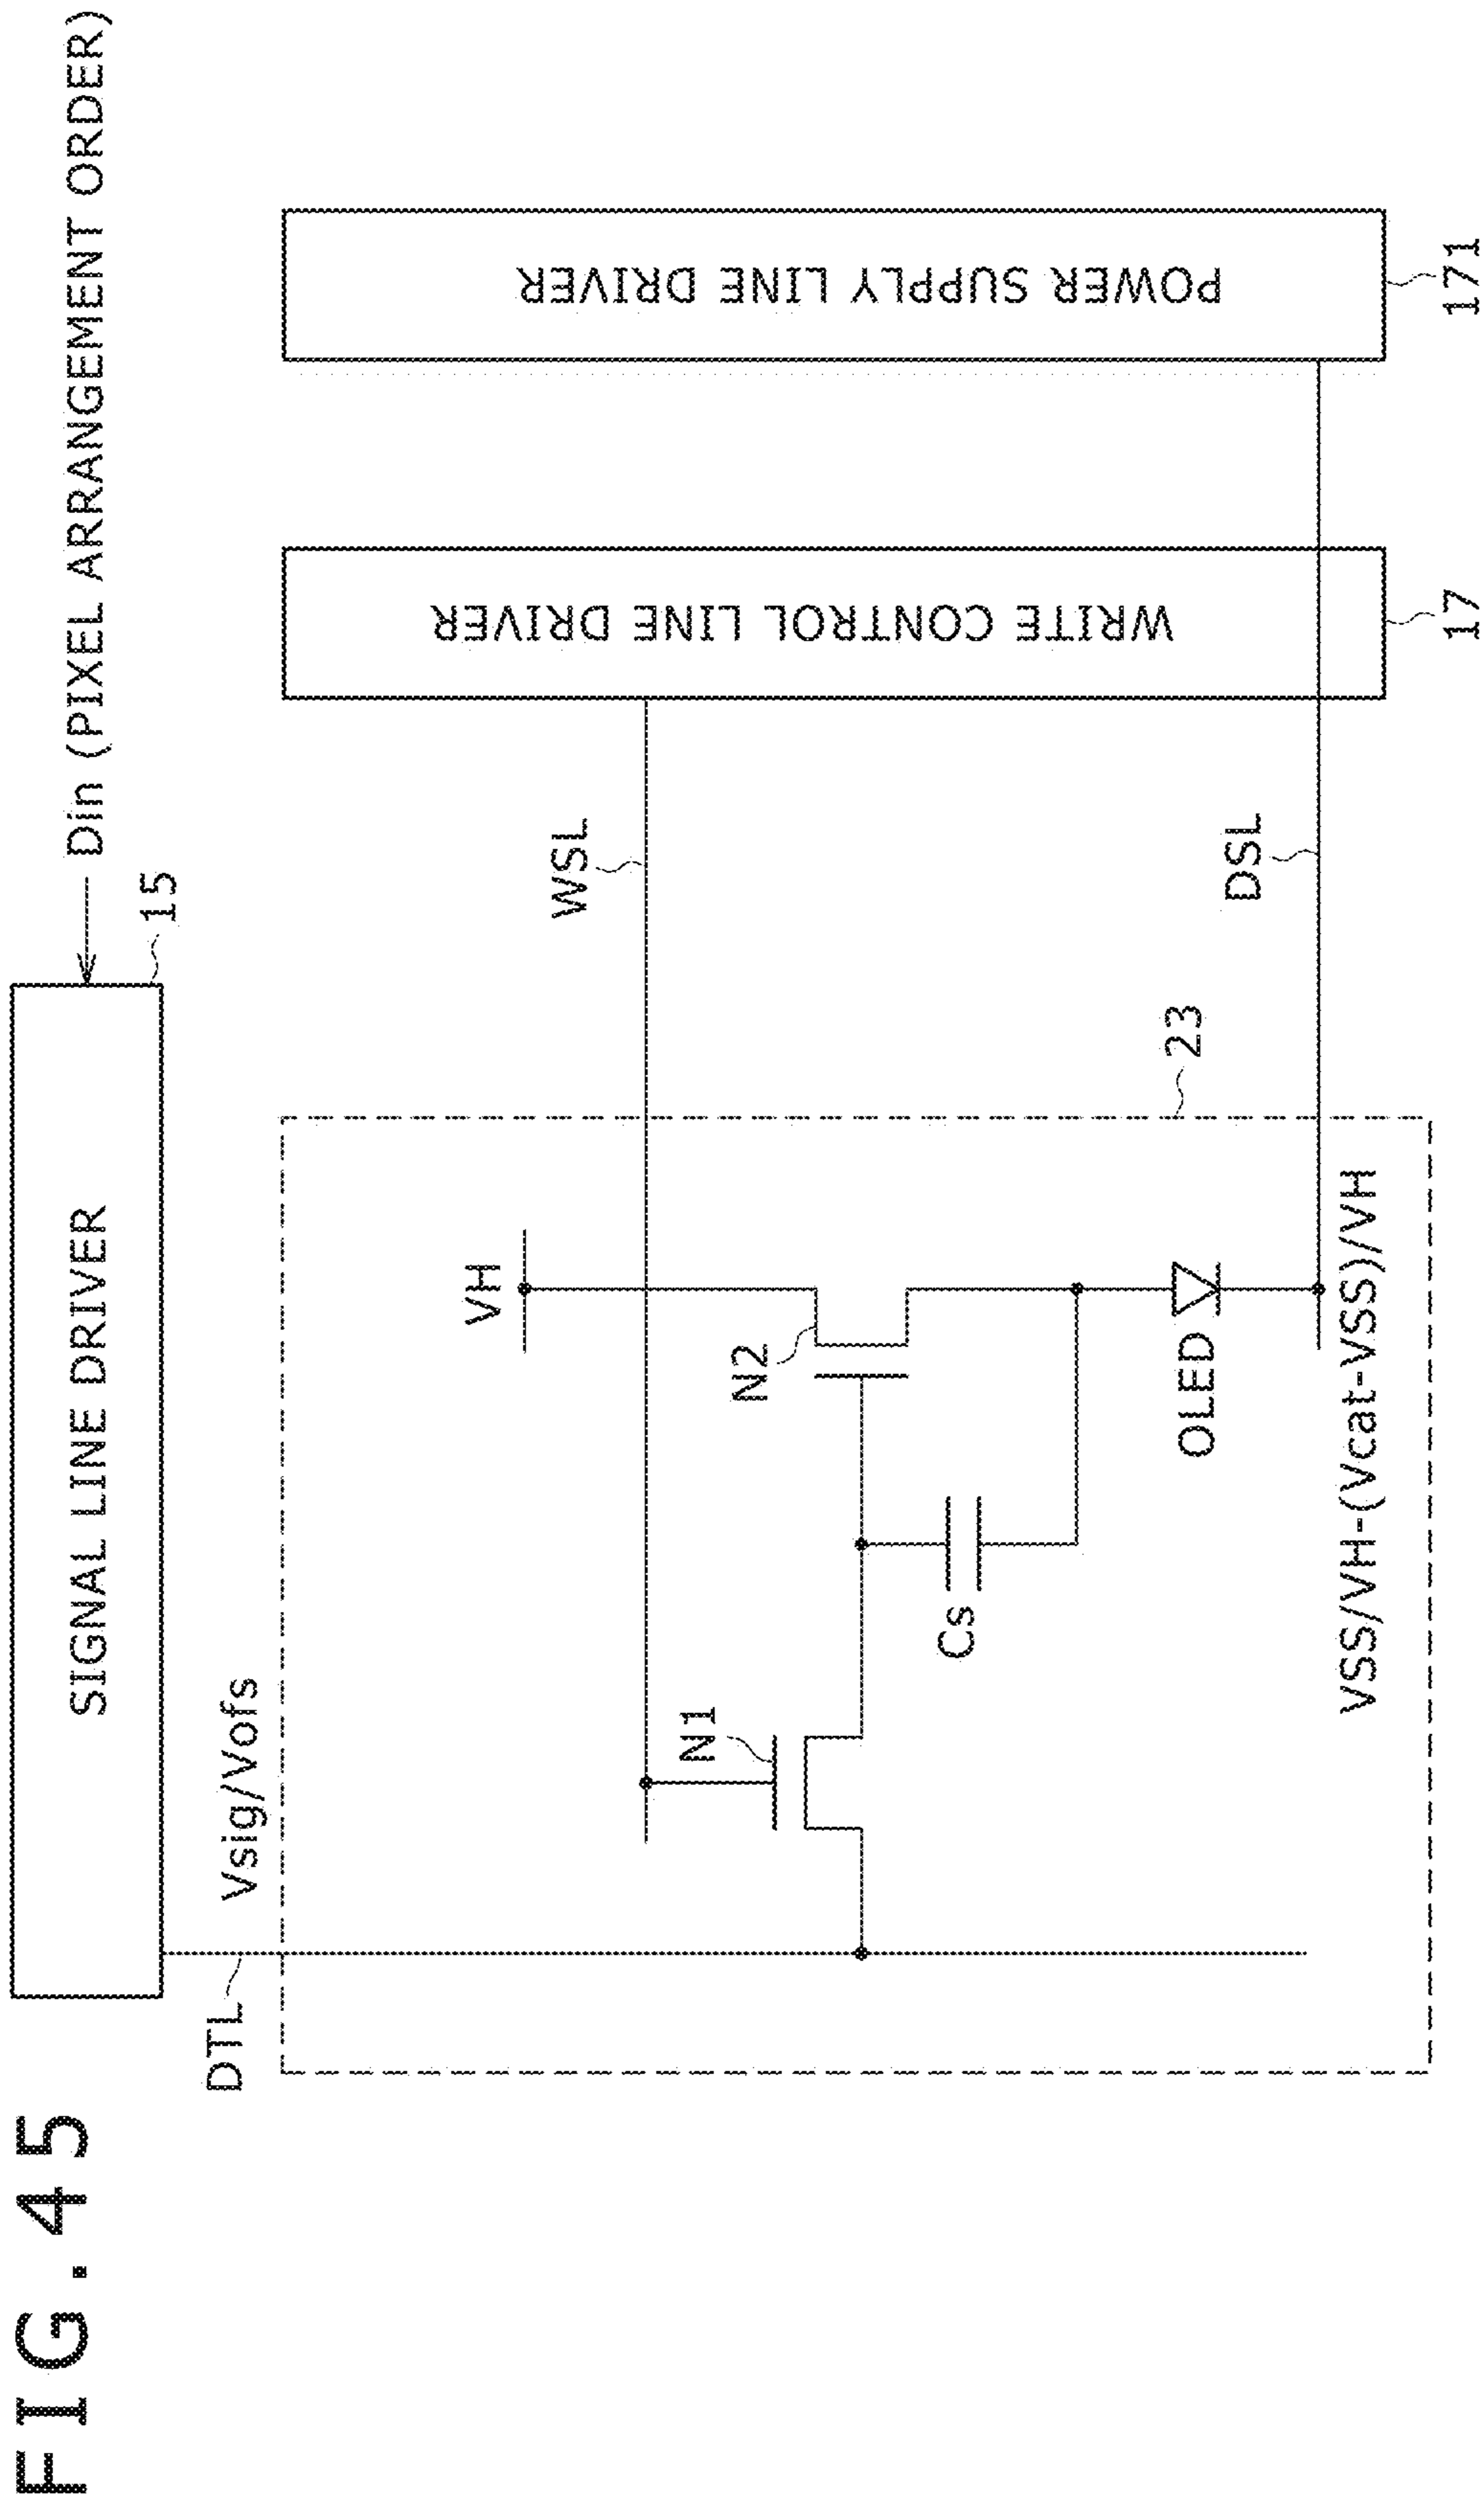 FIG.45
SIGNAL LINE DRIVER
Din (PIXEL ARRANGEMENT ORDER)
15
DTL
Vsig/Vofs
VH
WSL
N1
N2
Cs
OLED
23
DSL
VSS/VH-(Vcat-VSS)/VH
WRITE CONTROL LINE DRIVER
17
POWER SUPPLY LINE DRIVER
171